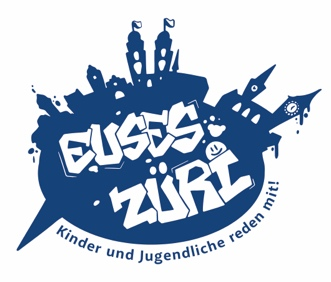 EUSES
ZÜRI
Kinder und Jugendliche reden mit!